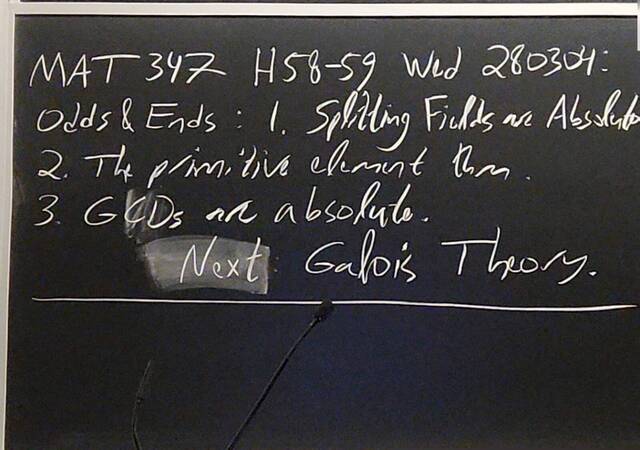 MAT 347 H58-59 Wed 280304:
Odds & Ends: 1. Splitting Fields are Absolute
2. The primitive element thm.
3. GCDs are absolute.
Next: Galois Theory.